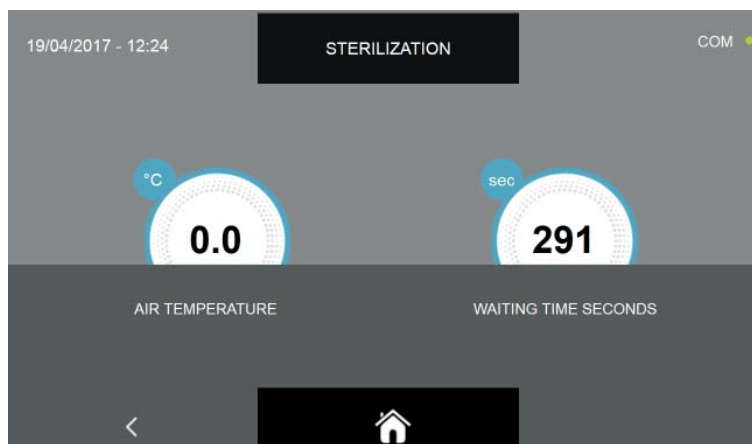 19/04/2017 - 12:24
STERILIZATION
COM
°C
sec
0.0
291
AIR TEMPERATURE
WAITING TIME SECONDS